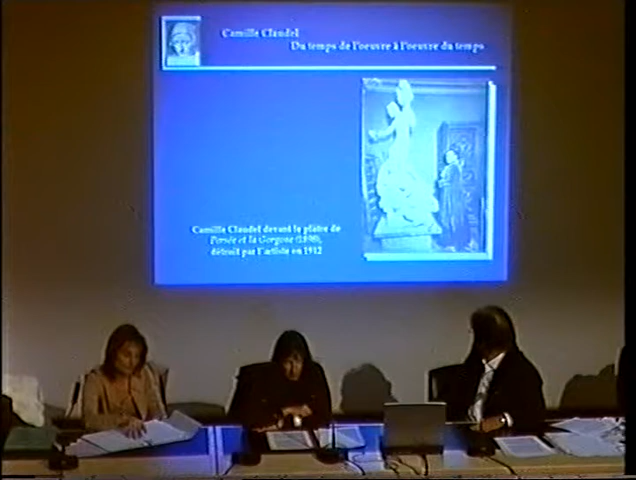 Camille Claudel
Du temps de l'oeuvre à l'oeuvre du temps
Camille Claudel devant le plâtre de
Persée et la Gorgone (1898),
détruit par l'artiste en 1912